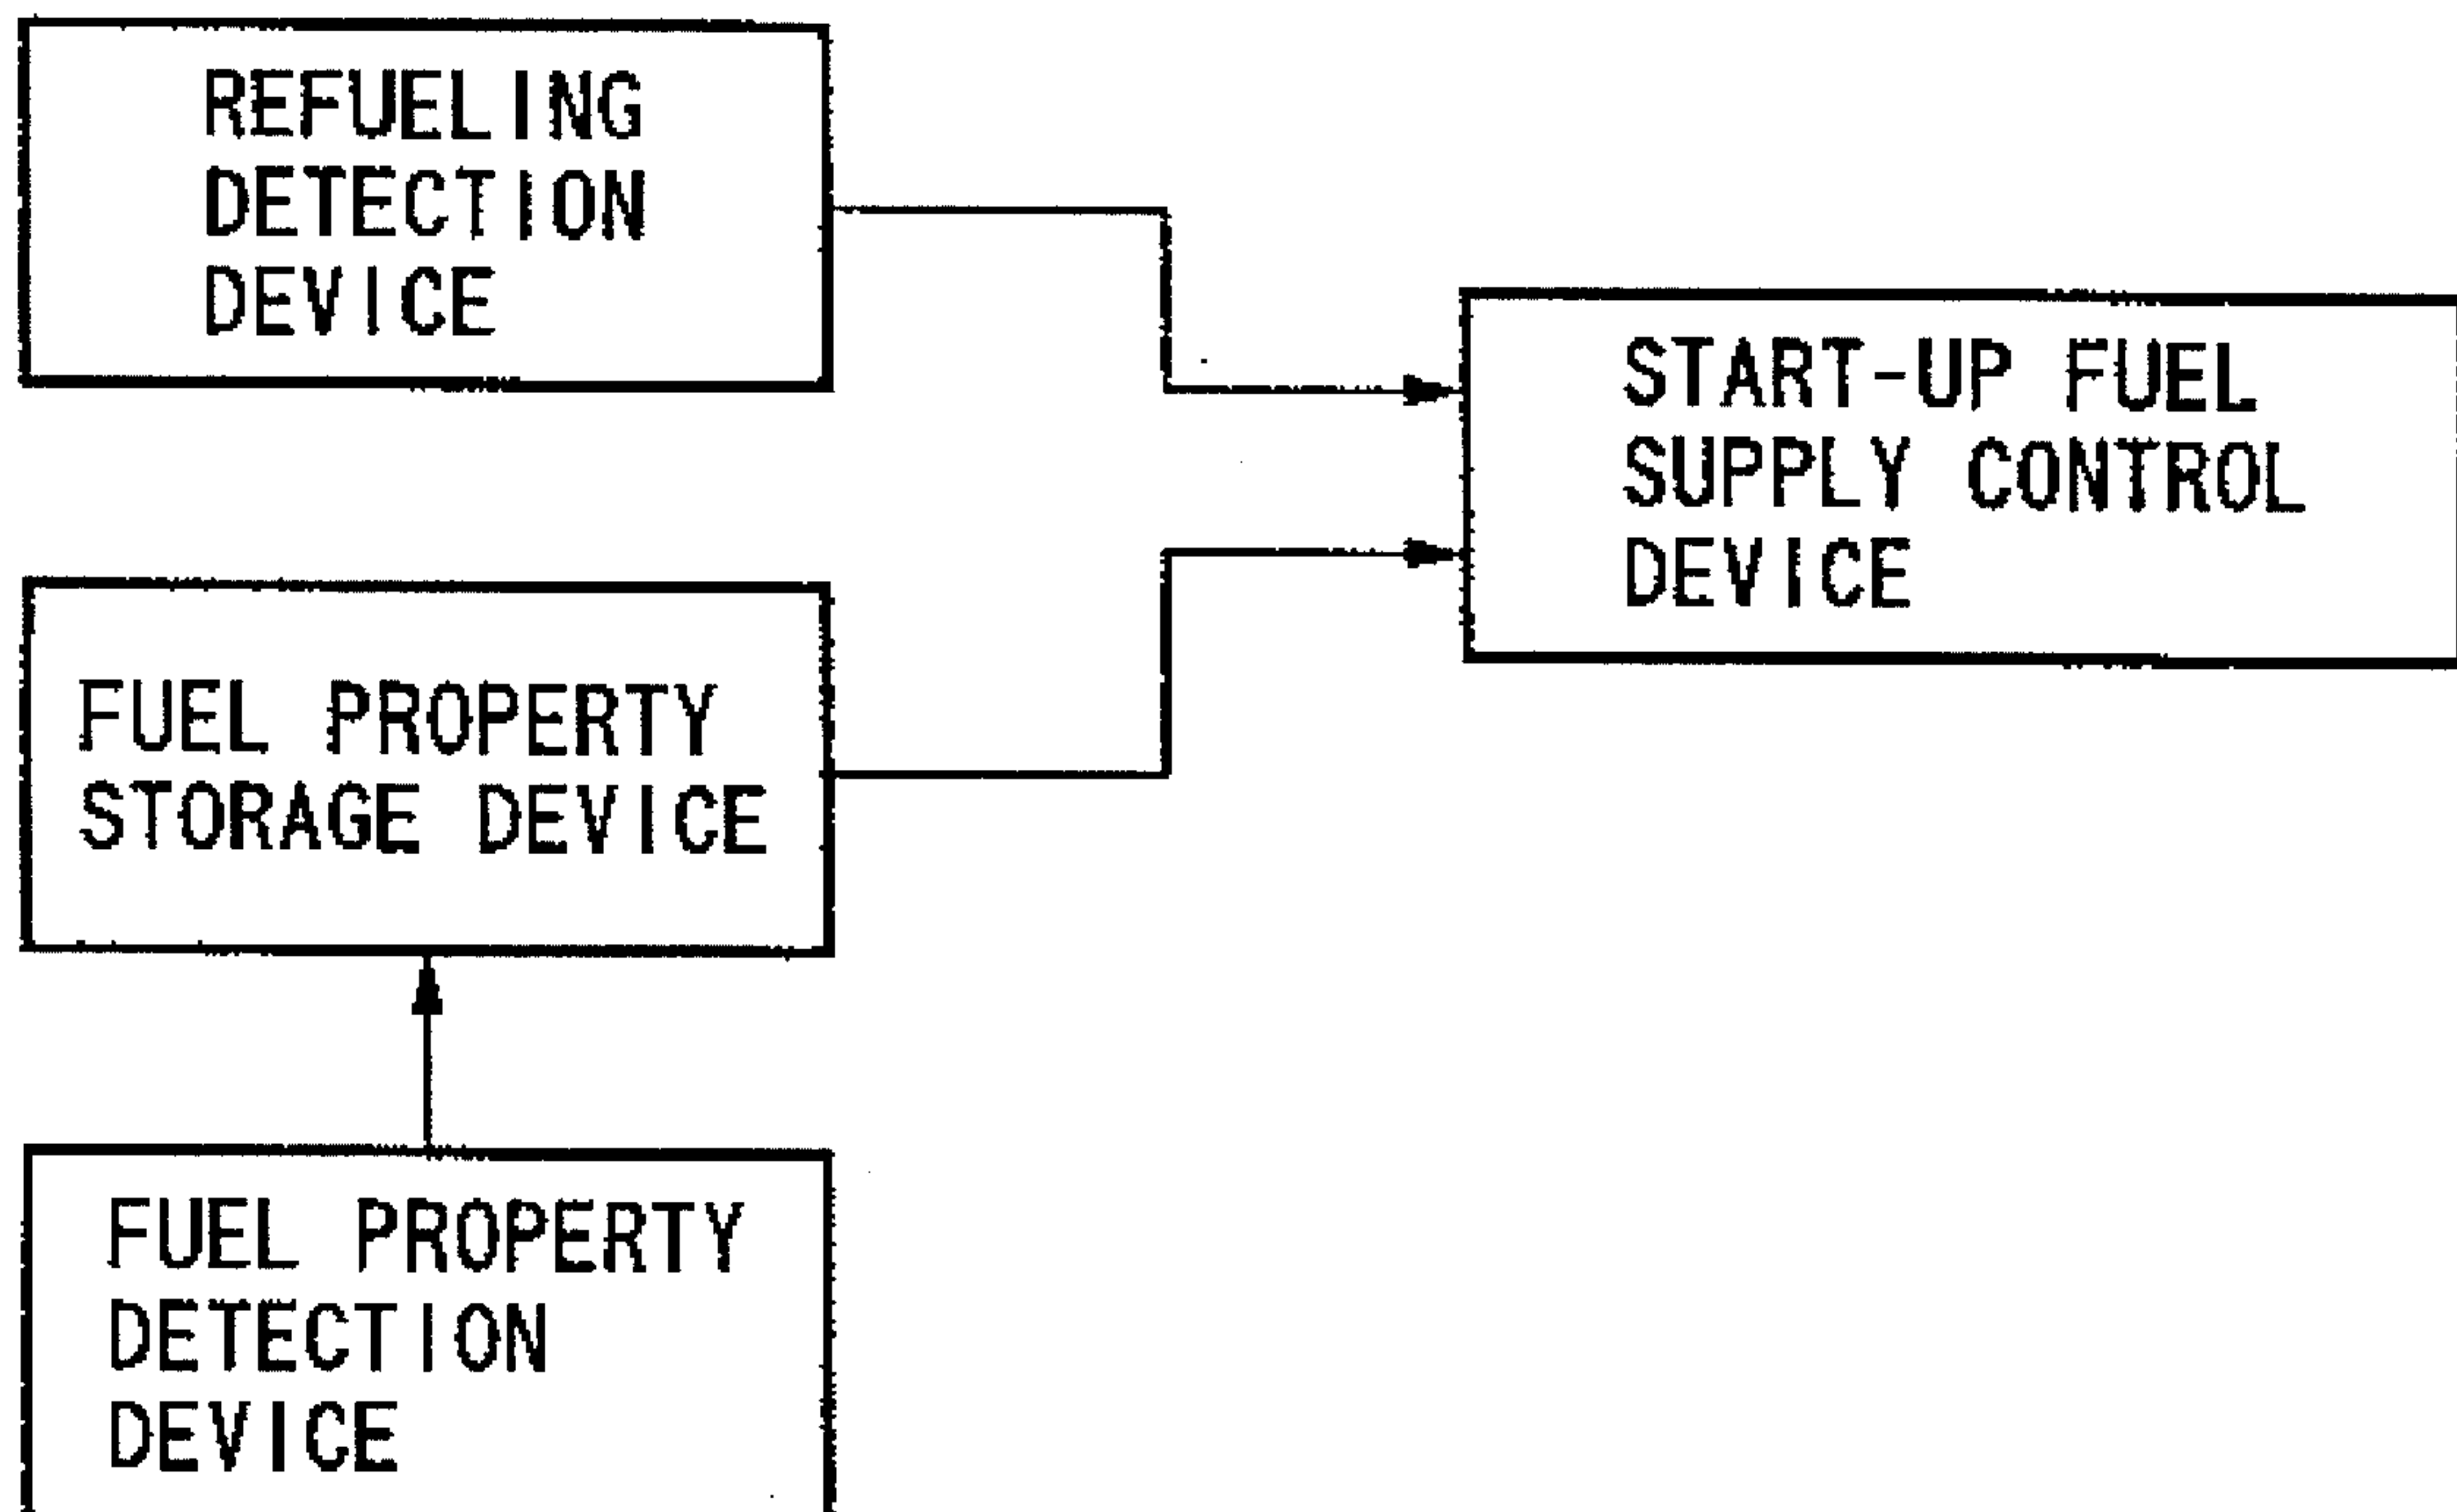 REFUELING
DETECTION
DEVICE
START-UP FUEL
SUPPLY CONTROL
DEVICE
FUEL PROPERTY
STORAGE DEVICE
FUEL PROPERTY
DETECTION
DEVICE